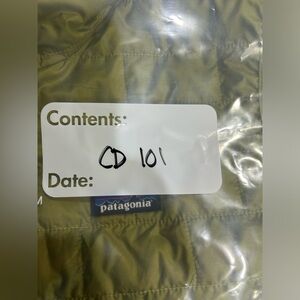 Contents:
CD 101
Date:
M
patagonia